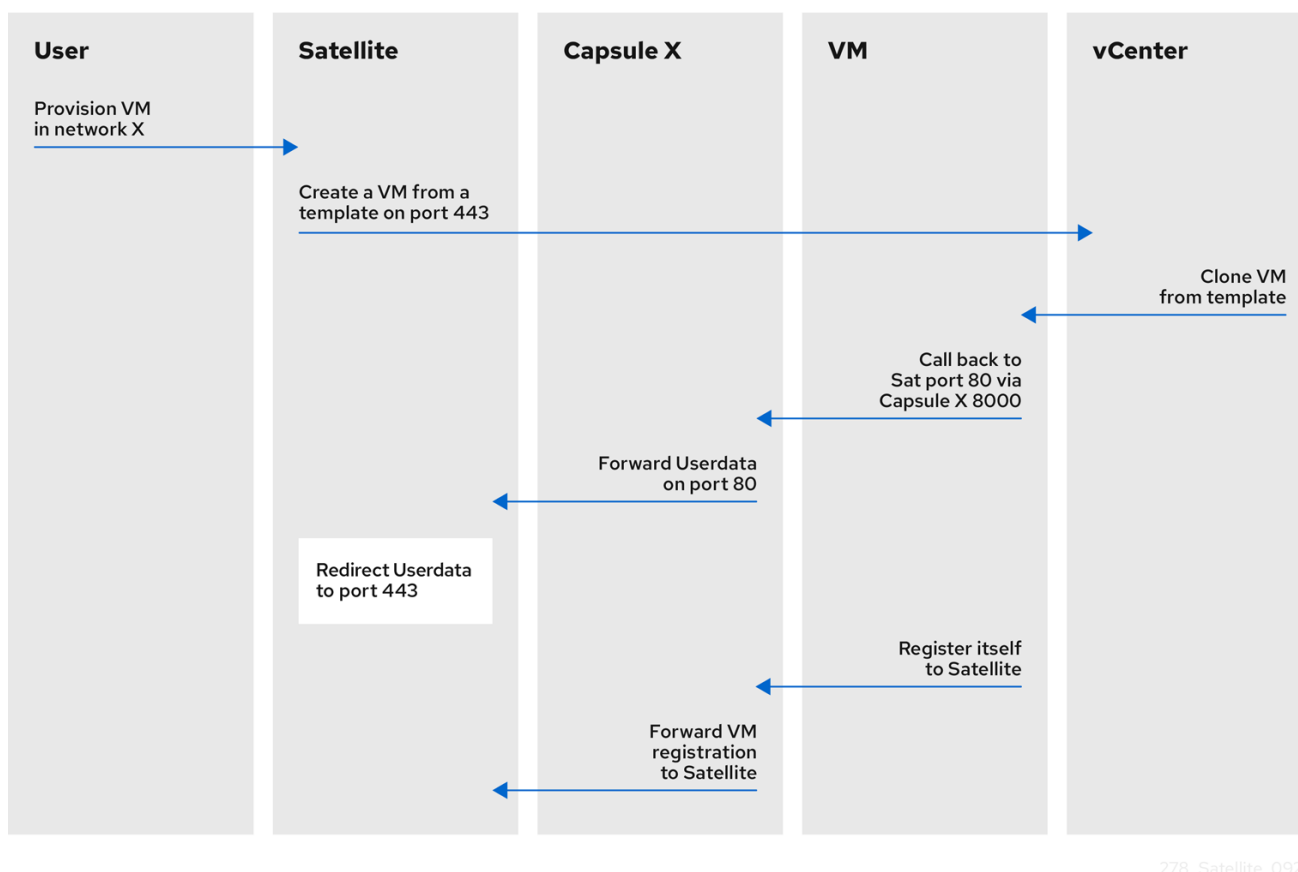 User
Satellite
Capsule X
VM
vCenter
Provision VM
in network X
Create a VM from a
template on port 443
Clone VM
from template
Call back to
Sat port 80 via
Capsule X 8000
Forward Userdata
on port 80
Redirect Userdata
to port 443
Register itself
to Satellite
Forward VM
registration
to Satellite
278_Satellite_092